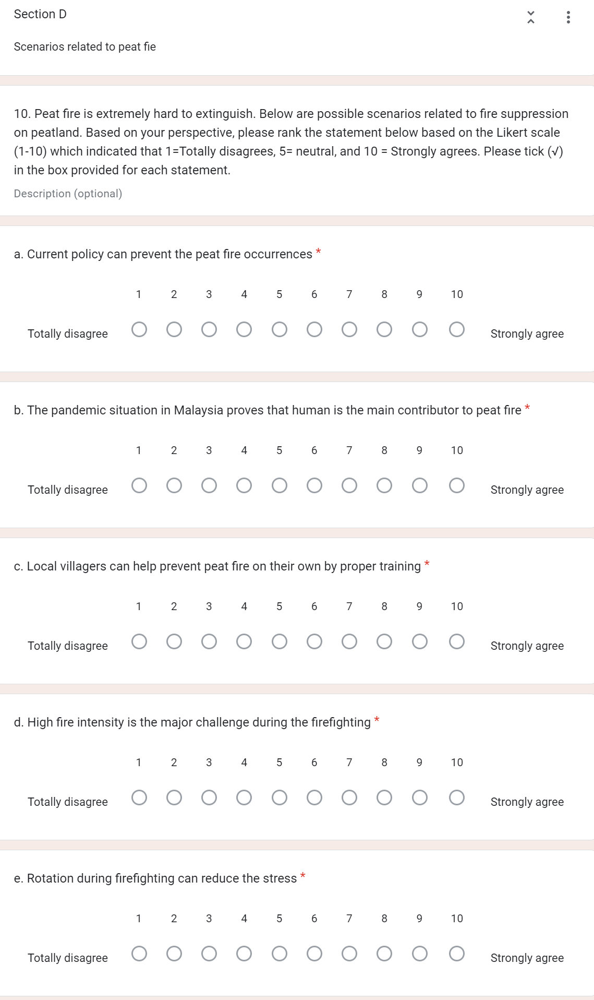 Section D
Scenarios related to peat fie
10. Peat fire is extremely hard to extinguish. Below are possible scenarios related to fire suppression
on peatland. Based on your perspective, please rank the statement below based on the Likert scale
(1-10) which indicated that 1=Totally disagrees, 5= neutral, and 10 = Strongly agrees. Please tick (√)
in the box provided for each statement.
Description (optional)
a. Current policy can prevent the peat fire occurrences *
1 2 3 4 5 6 7 8 9 10
Totally disagree Strongly agree
b. The pandemic situation in Malaysia proves that human is the main contributor to peat fire *
1 2 3 4 5 6 7 8 9 10
Totally disagree Strongly agree
c. Local villagers can help prevent peat fire on their own by proper training *
1 2 3 4 5 6 7 8 9 10
Totally disagree Strongly agree
d. High fire intensity is the major challenge during the firefighting *
1 2 3 4 5 6 7 8 9 10
Totally disagree Strongly agree
e. Rotation during firefighting can reduce the stress *
1 2 3 4 5 6 7 8 9 10
Totally disagree Strongly agree